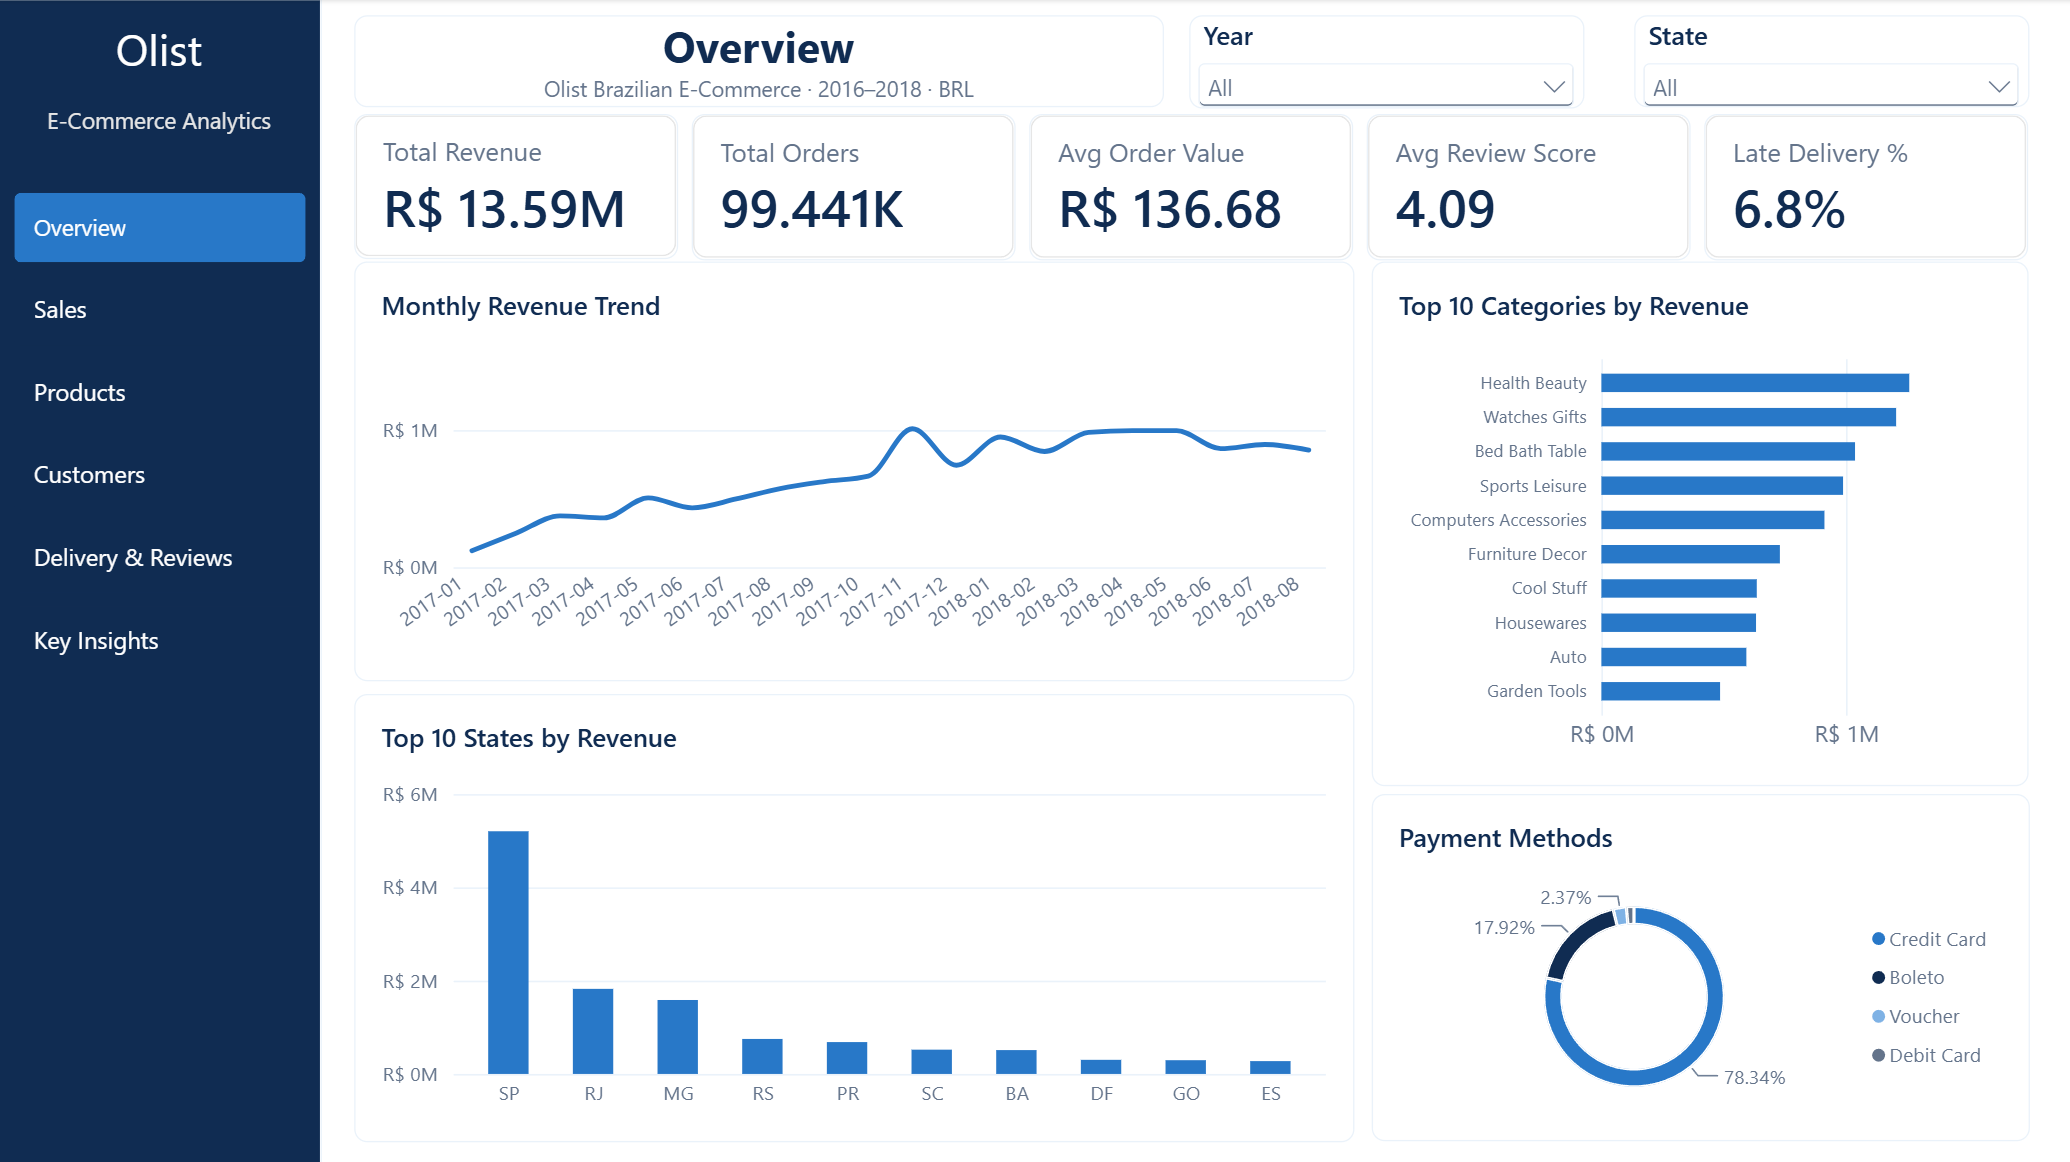 Olist
E-Commerce Analytics
Overview
Sales
Products
Customers
Delivery & Reviews
Key Insights
Overview
Olist Brazilian E-Commerce · 2016–2018 · BRL
Year
All
State
All
Total Revenue
R$ 13.59M
Total Orders
99.441K
Avg Order Value
R$ 136.68
Avg Review Score
4.09
Late Delivery %
6.8%
Monthly Revenue Trend
R$ 1M
R$ 0M
2017-01
2017-02
2017-03
2017-04
2017-05
2017-06
2017-07
2017-08
2017-09
2017-10
2017-11
2017-12
2018-01
2018-02
2018-03
2018-04
2018-05
2018-06
2018-07
2018-08
Top 10 Categories by Revenue
Health Beauty
Watches Gifts
Bed Bath Table
Sports Leisure
Computers Accessories
Furniture Decor
Cool Stuff
Housewares
Auto
Garden Tools
R$ 0M
R$ 1M
Top 10 States by Revenue
R$ 6M
R$ 4M
R$ 2M
R$ 0M
SP
RJ
MG
RS
PR
SC
BA
DF
GO
ES
Payment Methods
2.37%
17.92%
78.34%
Credit Card
Boleto
Voucher
Debit Card